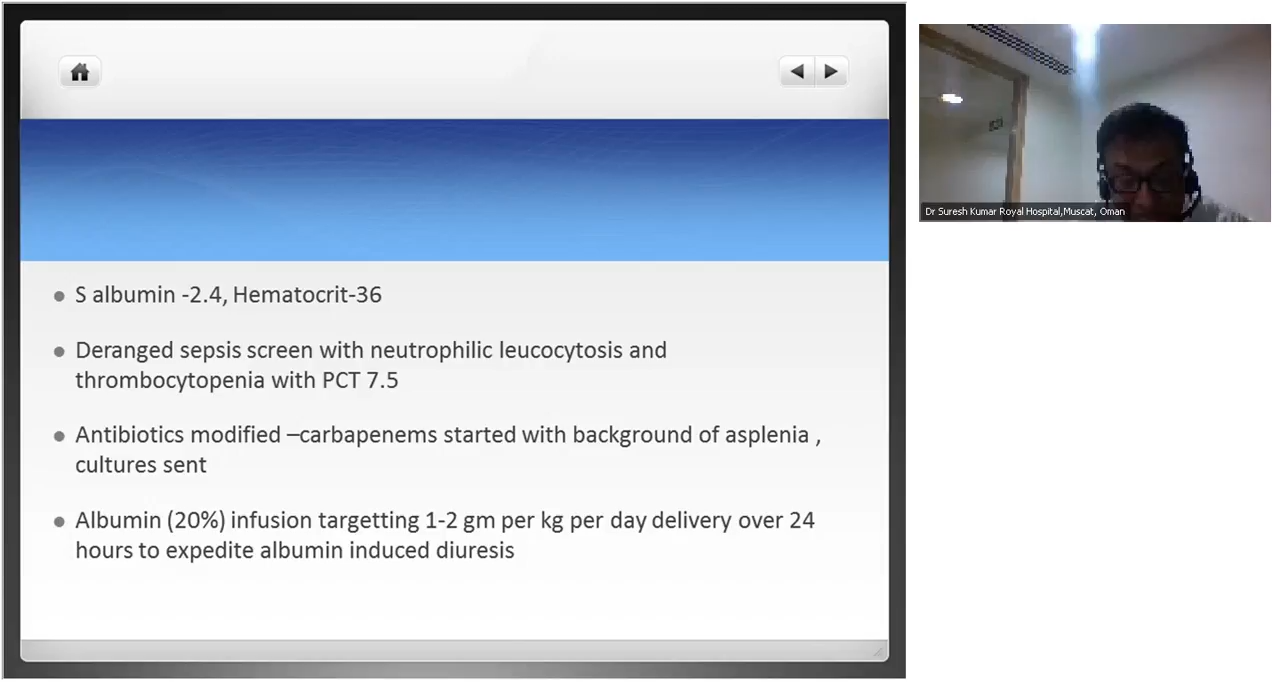 S albumin -2.4, Hematocrit-36
Deranged sepsis screen with neutrophilic leucocytosis and
thrombocytopenia with PCT 7.5
Antibiotics modified –carbapenems started with background of asplenia ,
cultures sent
Albumin (20%) infusion targetting 1-2 gm per kg per day delivery over 24
hours to expedite albumin induced diuresis
Dr Suresh Kumar Royal Hospital,Muscat, Oman